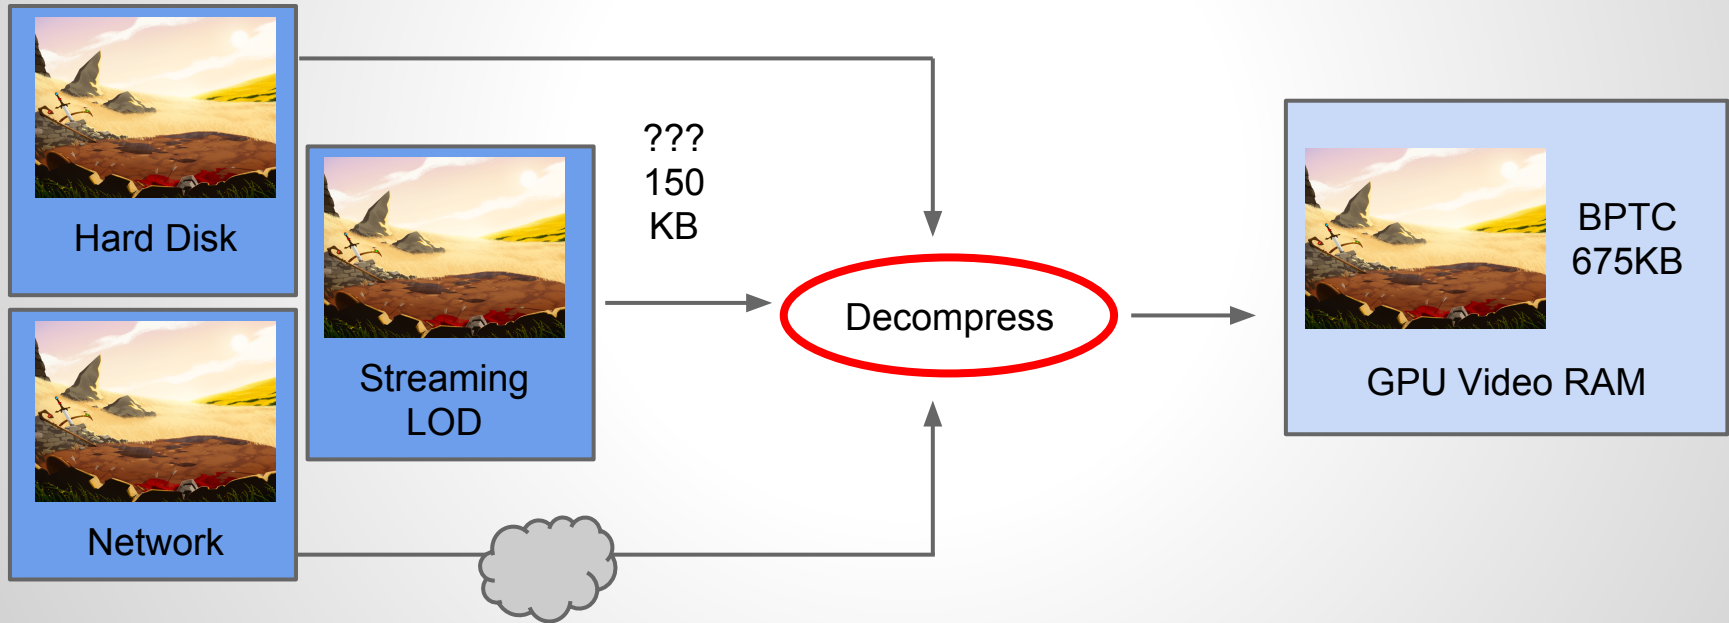 Hard Disk
Network
Streaming
LOD
???
150
KB
Decompress
BPTC
675KB
GPU Video RAM